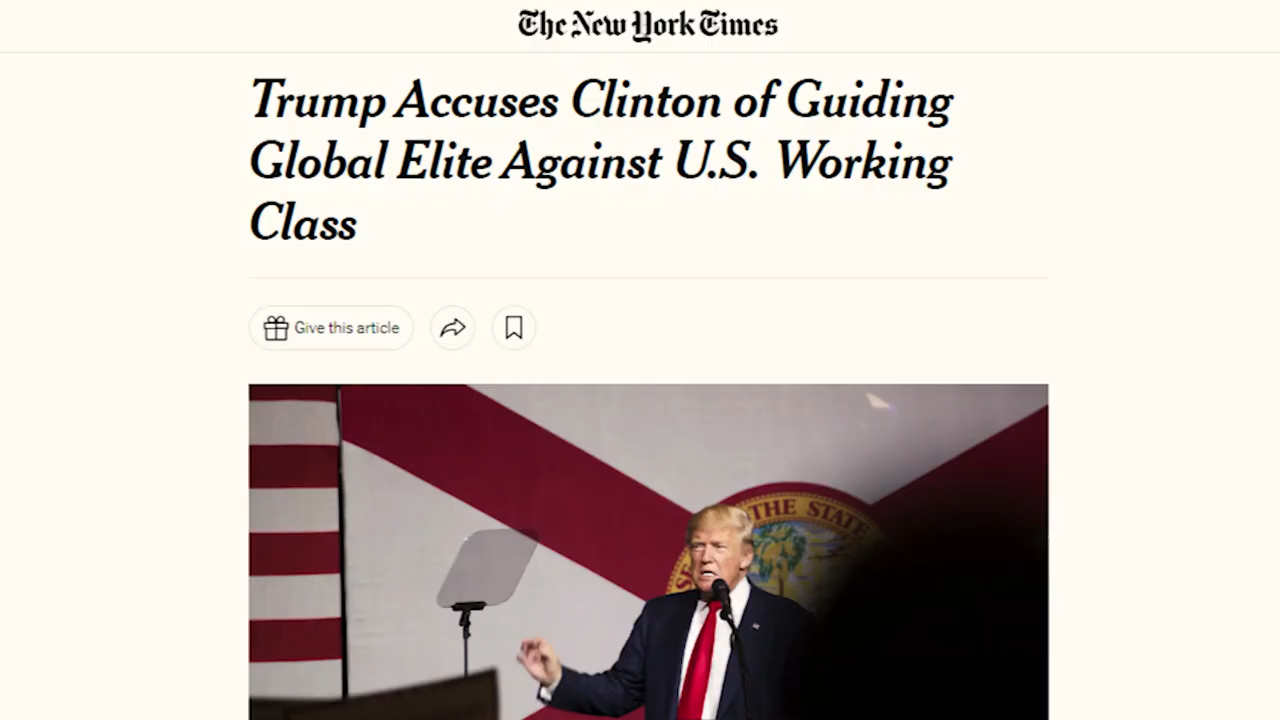 The New York Times
Trump Accuses Clinton of Guiding
Global Elite Against U.S. Working
Class
Give this article
THE STATE
SE